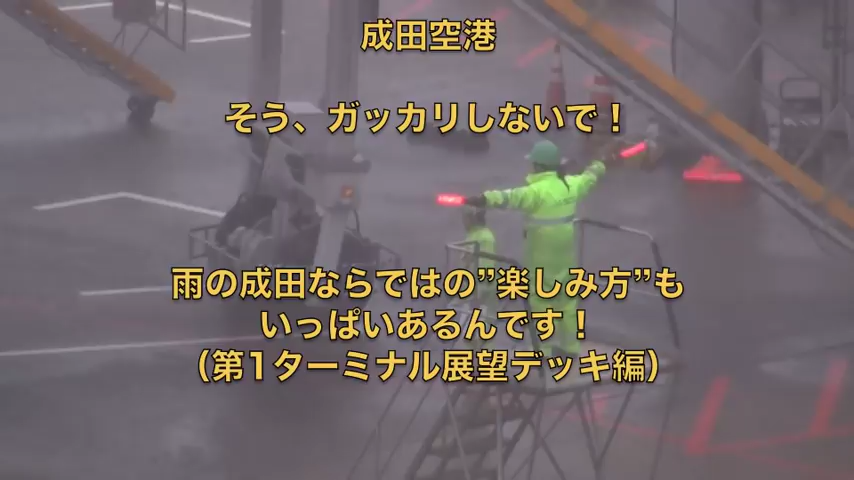 成田空港
そう、ガッカリしないで！
雨の成田ならではの”楽しみ方”も
いっぱいあるんです！
（第1ターミナル展望デッキ編）